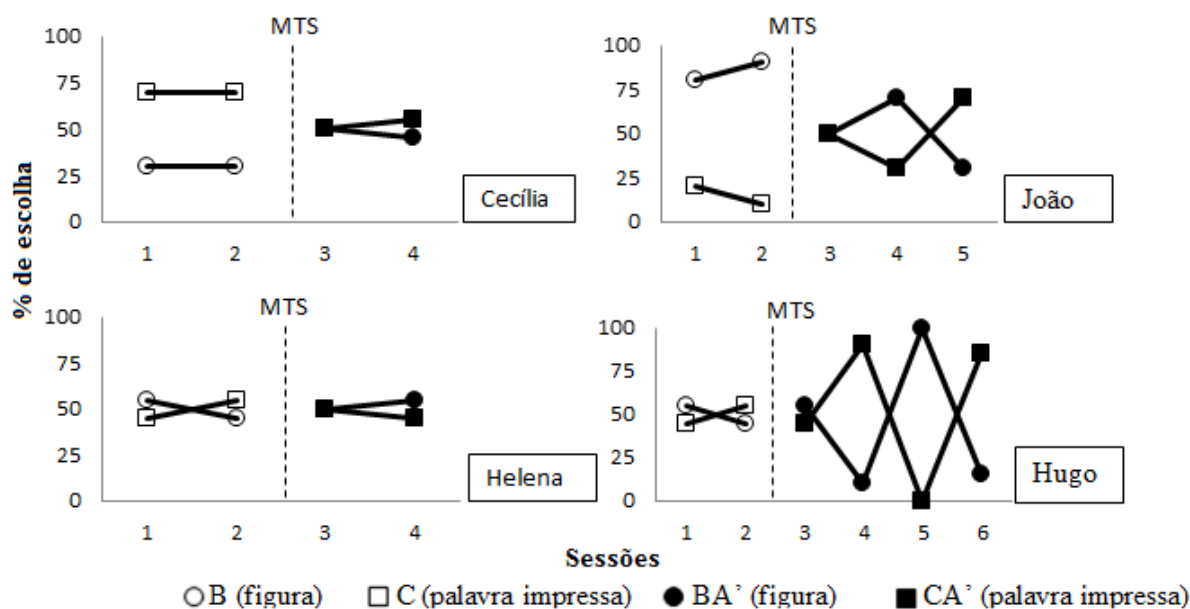 MTS
100
75
50
25
0
1 2 3 4
Cecília
MTS
100
75
50
25
0
1 2 3 4 5
João
% de escolha
MTS
100
75
50
25
0
1 2 3 4
Helena
MTS
100
75
50
25
0
1 2 3 4 5 6
Hugo
Sessões
B (figura) C (palavra impressa) BA’ (figura) CA’ (palavra impressa)